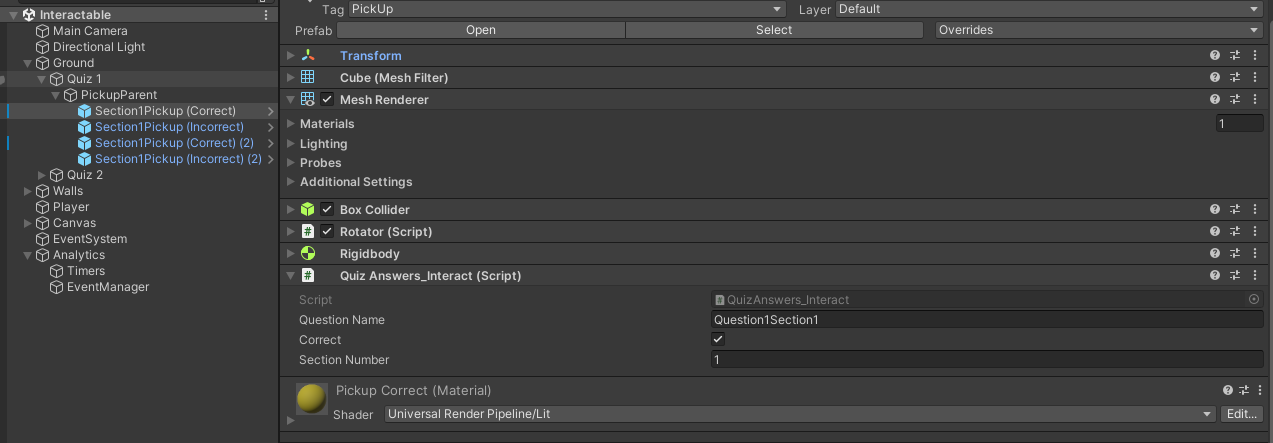 Interactable
Main Camera
Directional Light
Ground
Quiz 1
PickupParent
Section1Pickup (Correct)
Section1Pickup (Incorrect)
Section1Pickup (Correct) (2)
Section1Pickup (Incorrect) (2)
Quiz 2
Walls
Player
Canvas
EventSystem
Analytics
Timers
EventManager
Tag PickUp Layer Default
Prefab Open Select Overrides
Transform
Cube (Mesh Filter)
Mesh Renderer
Materials 1
Lighting
Probes
Additional Settings
Box Collider
# Rotator (Script)
Rigidbody
# Quiz Answers_Interact (Script)
Script QuizAnswers_Interact
Question Name Question1Section1
Correct
Section Number 1
Pickup Correct (Material)
Shader Universal Render Pipeline/Lit Edit...